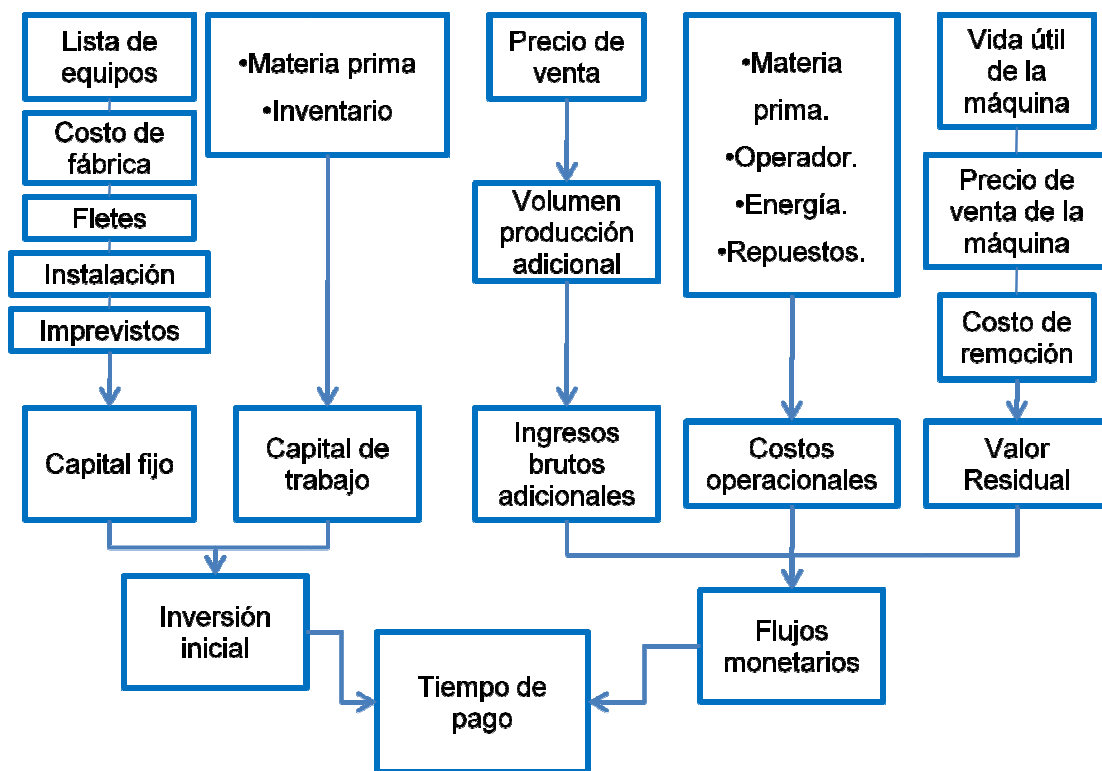 Lista de
equipos
Costo de
fábrica
Fletes
Instalación
Imprevistos
Capital fijo
•Materia prima
•Inventario
Capital de
trabajo
Inversión
inicial
Precio de
venta
Volumen
producción
adicional
Ingresos
brutos
adicionales
•Materia
prima.
•Operador.
•Energía.
•Repuestos.
Costos
operacionales
Vida útil
de la
máquina
Precio de
venta de la
máquina
Costo de
remoción
Valor
Residual
Flujos
monetarios
Tiempo de
pago